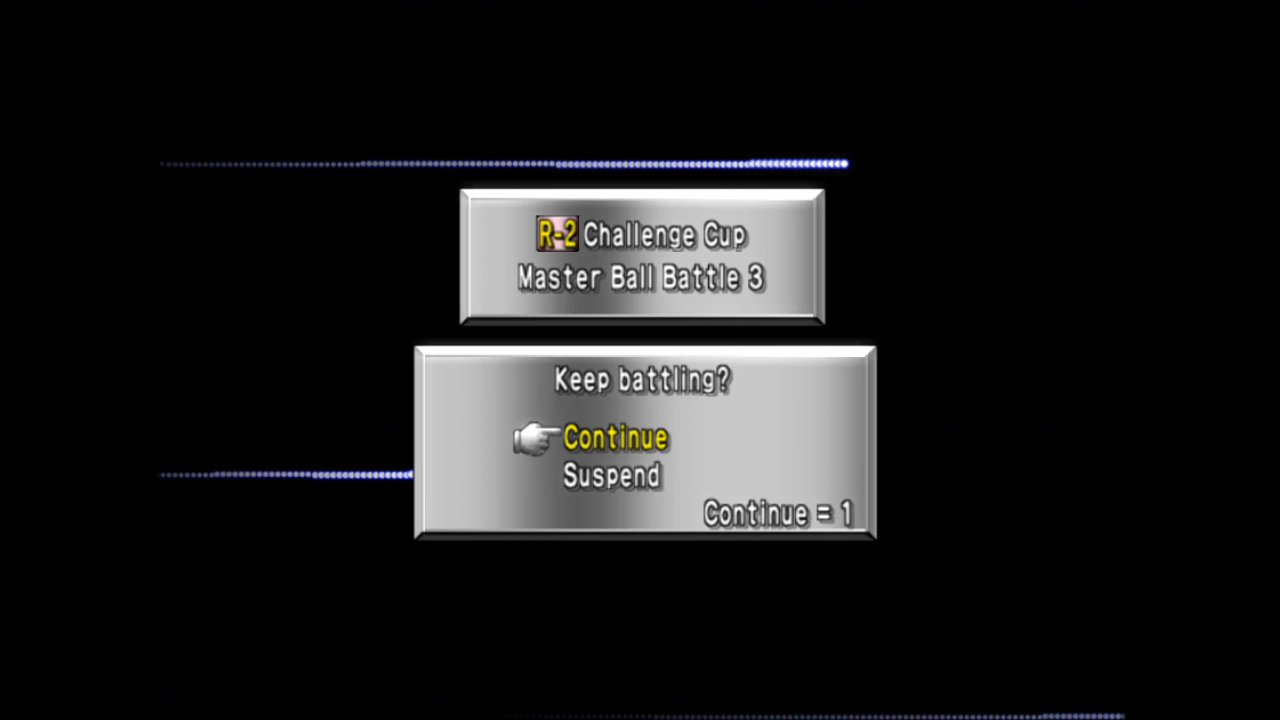 R-2 Challenge Cup
Master Ball Battle 3
Keep battling?
Continue
Suspend
Continue = 1